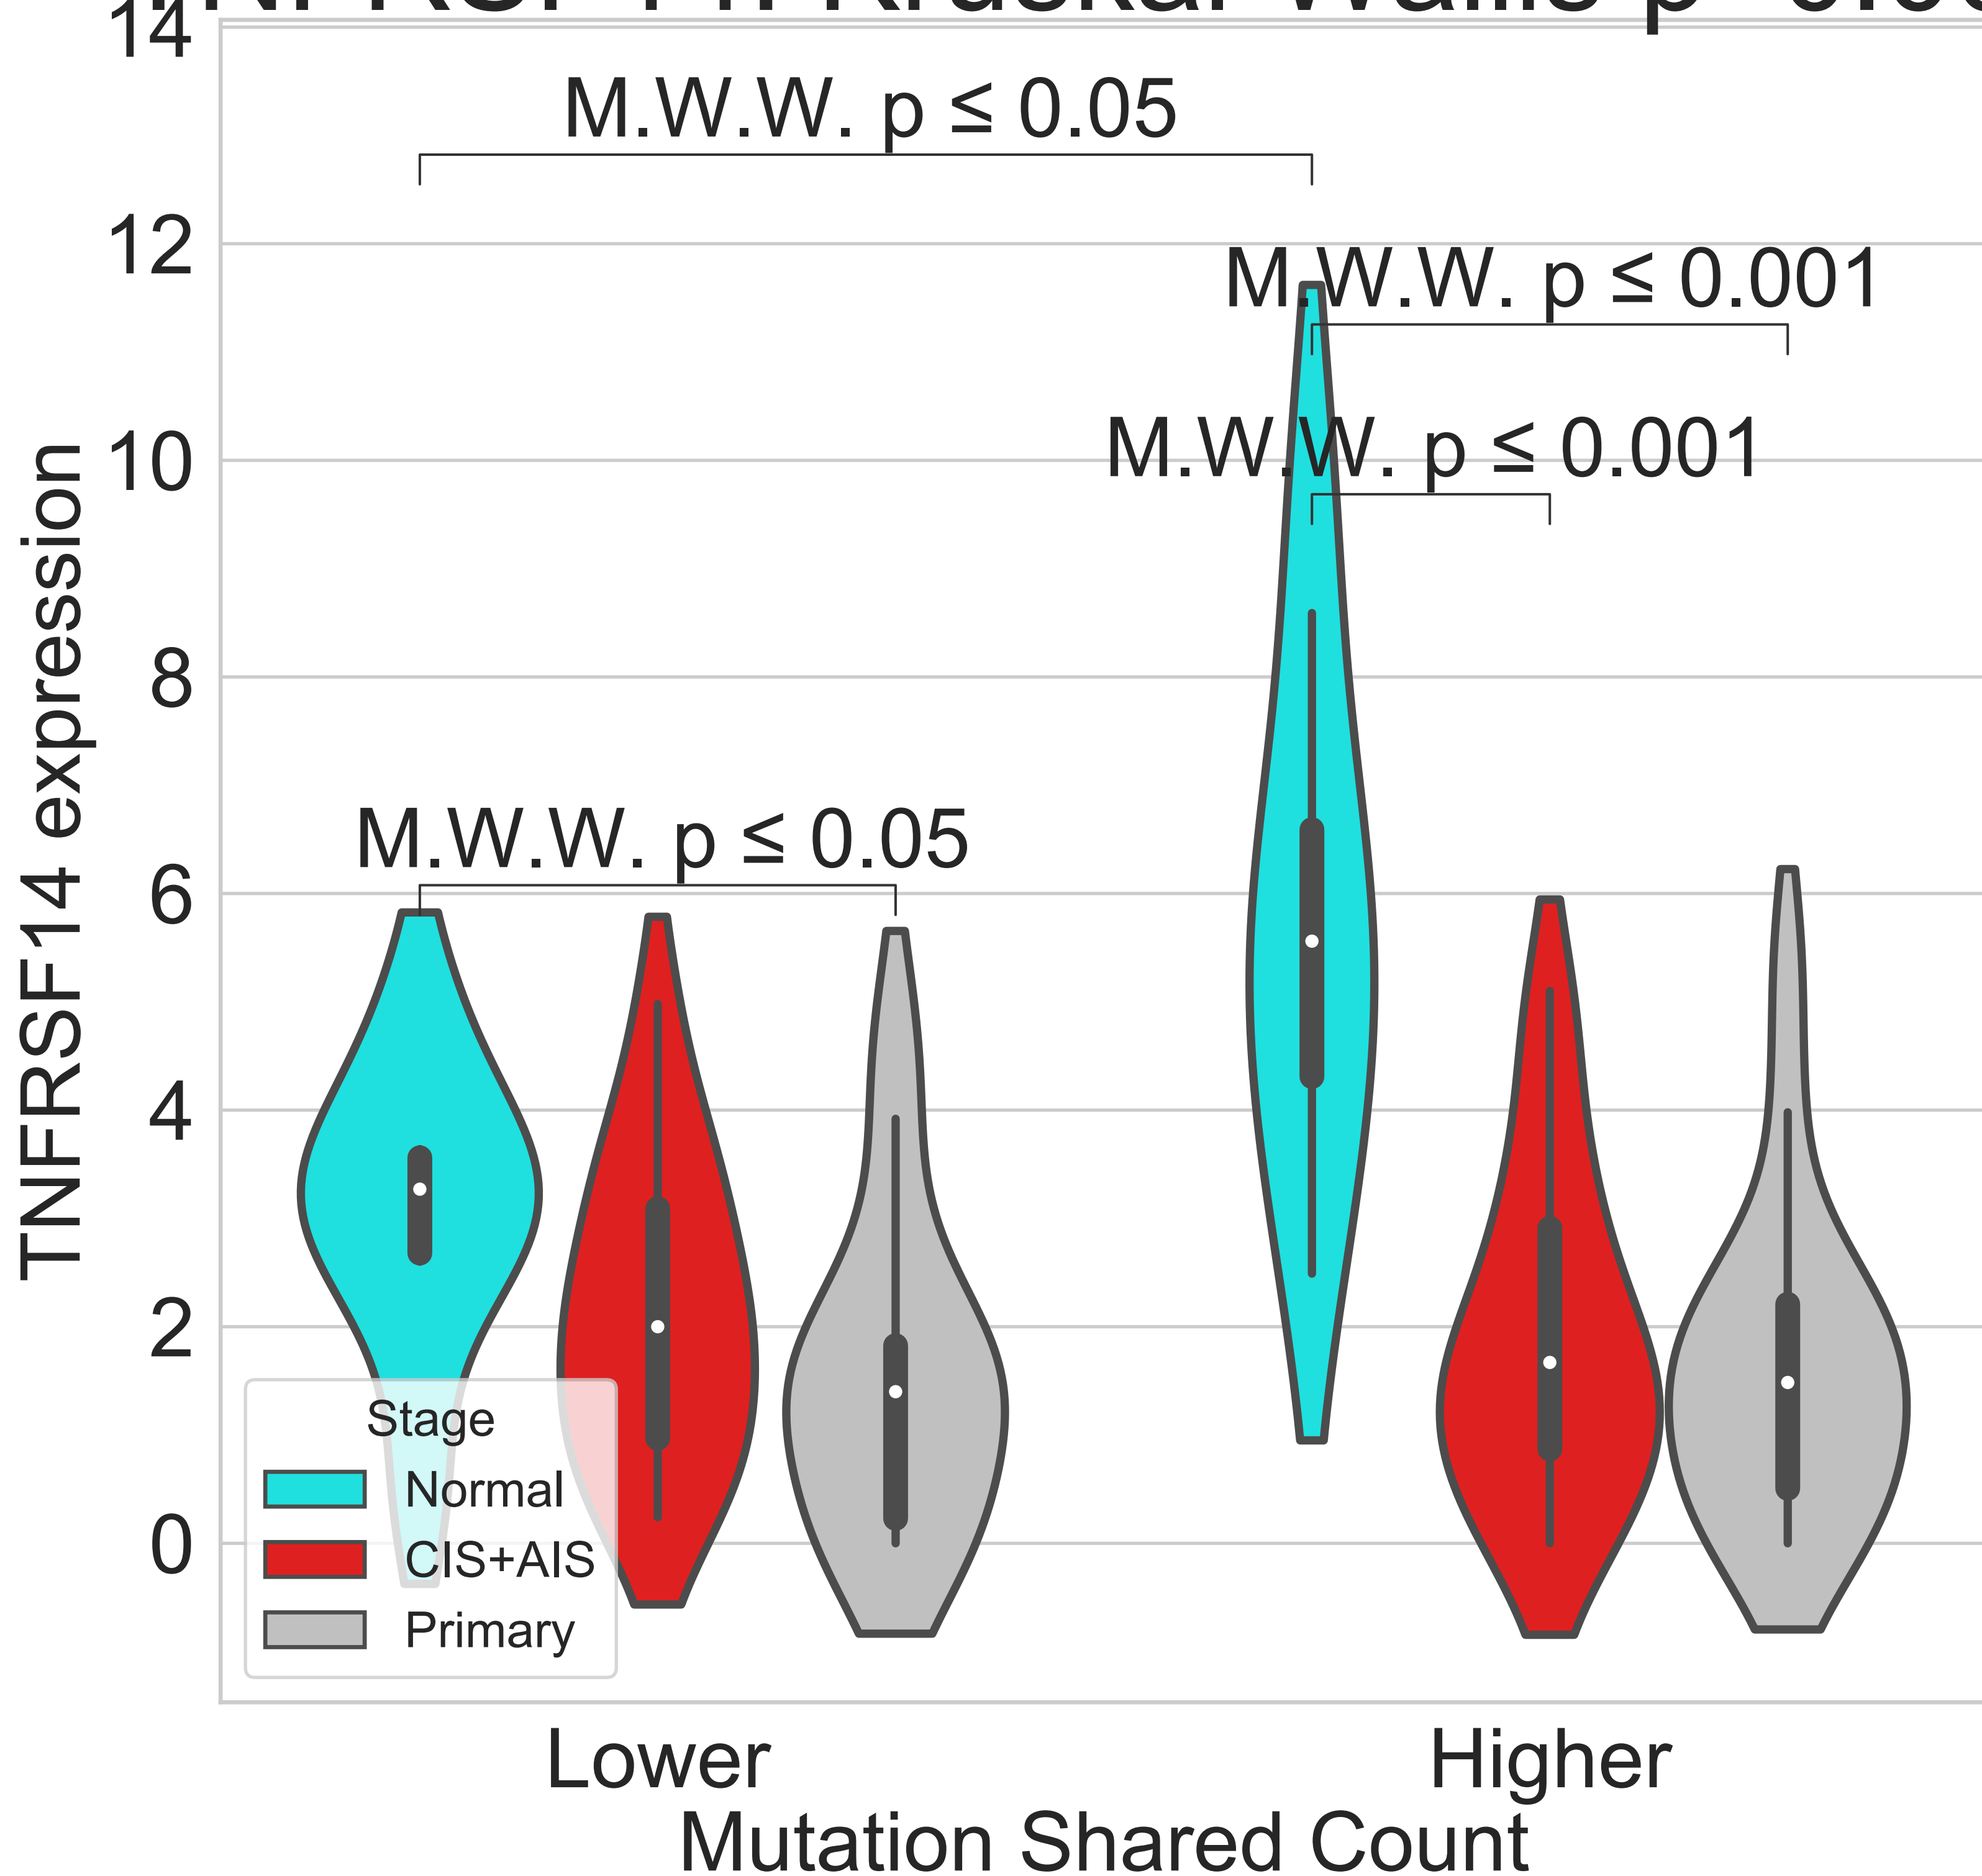 14
M.W.W. p ≤ 0.05
12
M.W.W. p ≤ 0.001
10
M.W.W. p ≤ 0.001
8
M.W.W. p ≤ 0.05
6
4
2
0
TNFRSF14 expression
Stage
Normal
CIS+AIS
Primary
Lower
Higher
Mutation Shared Count